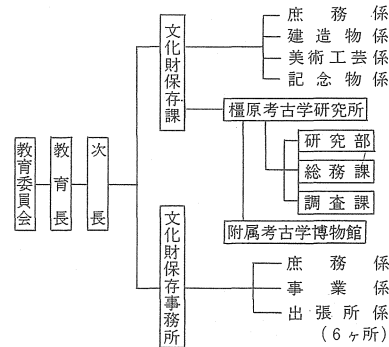 教育委員会
教育長
次長
文化財保存課
庶務係
建造物係
美術工芸係
記念物係
橿原考古学研究所
研究部
総務課
調査課
附属考古学博物館
文化財保存事務所
庶務係
事業係
出張所係
(6ヶ所)